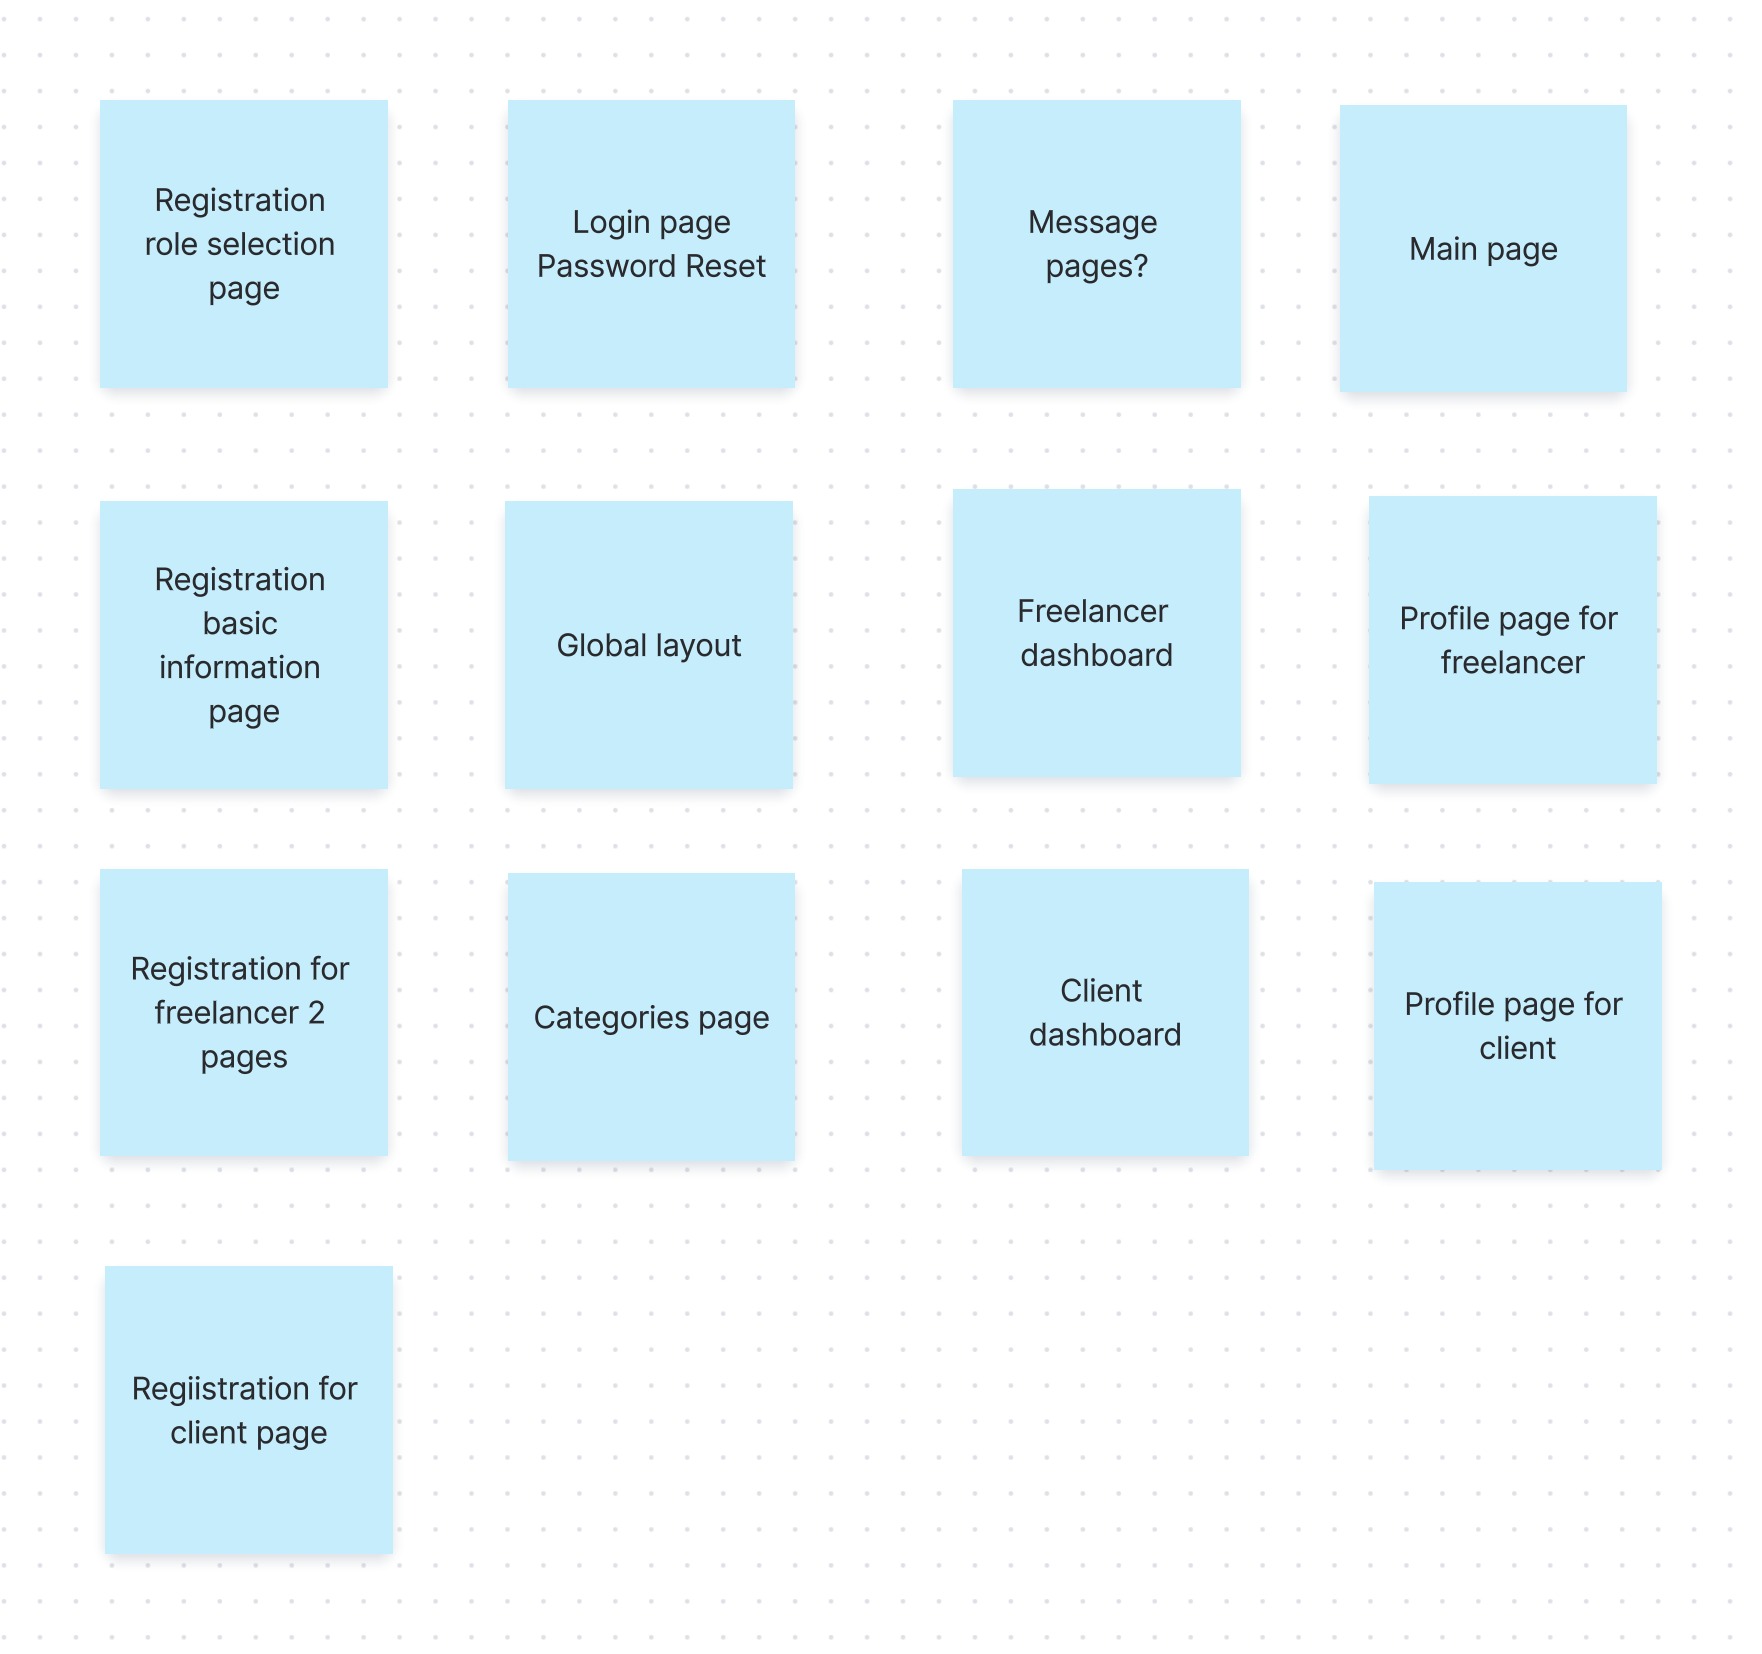 Registration
role selection
page
Login page
Password Reset
Message
pages?
Main page
Registration
basic
information
page
Global layout
Freelancer
dashboard
Profile page for
freelancer
Registration for
freelancer 2
pages
Categories page
Client
dashboard
Profile page for
client
Regiistration for
client page